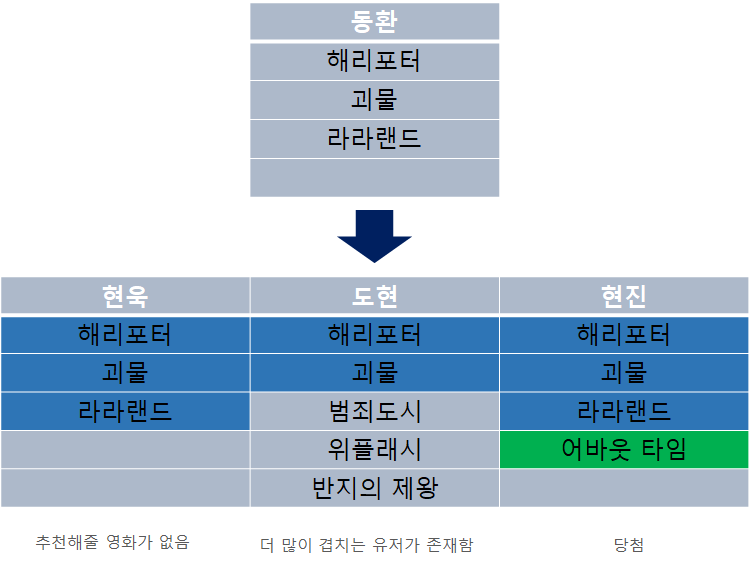 동환
해리포터
괴물
라라랜드
현욱 도현 현진
해리포터 해리포터 해리포터
괴물 괴물 괴물
라라랜드 범죄도시 라라랜드
위플래시 어바웃 타임
반지의 제왕
추천해줄 영화가 없음 더 많이 겹치는 유저가 존재함 당첨